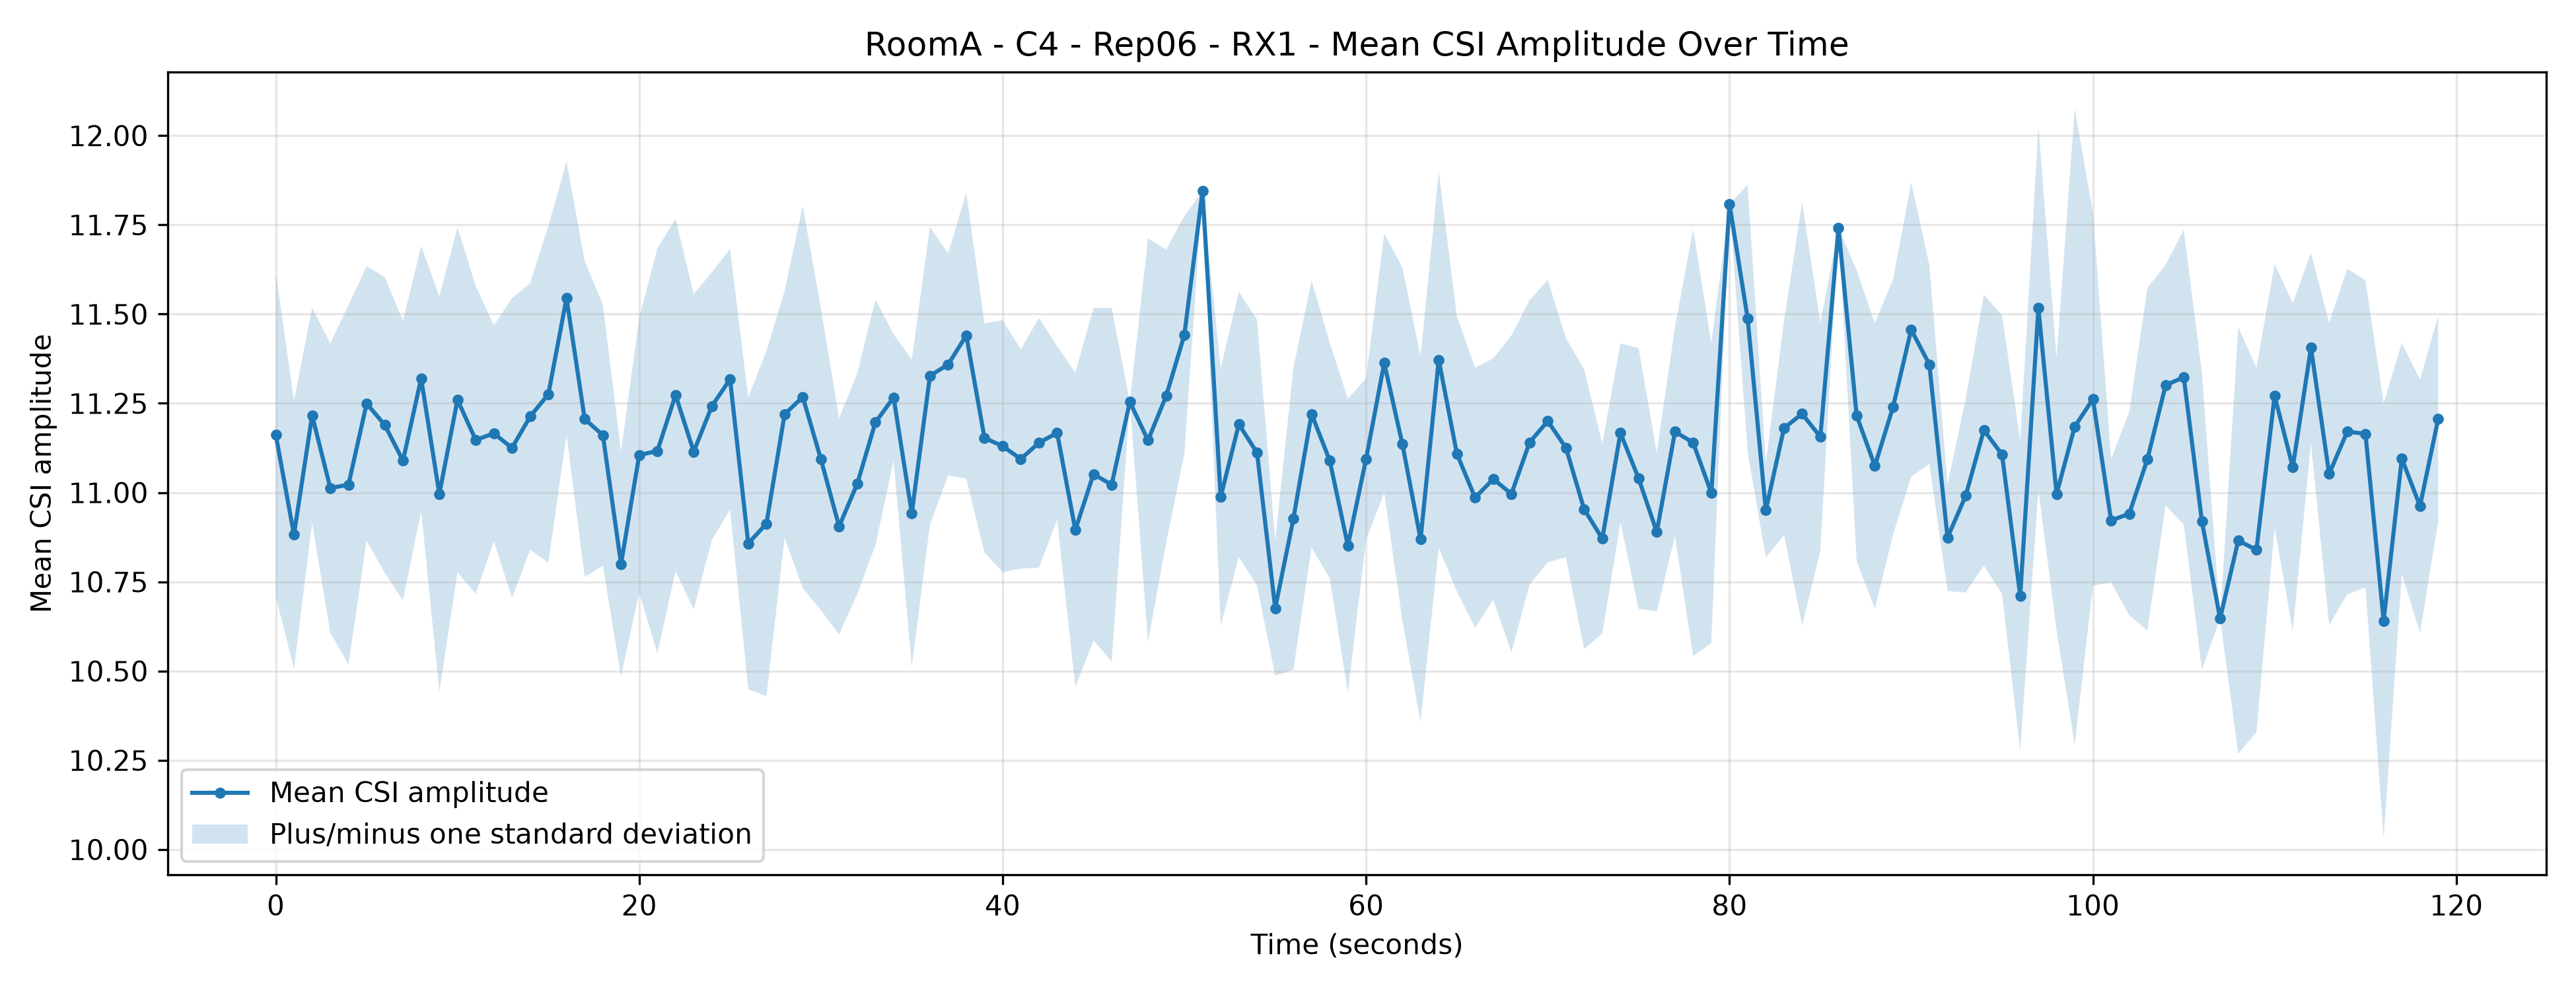 RoomA - C4 - Rep06 - RX1 - Mean CSI Amplitude Over Time
Mean CSI amplitude
12.00
11.75
11.50
11.25
11.00
10.75
10.50
10.25
10.00
Mean CSI amplitude
Plus/minus one standard deviation
0 20 40 60 80 100 120
Time (seconds)